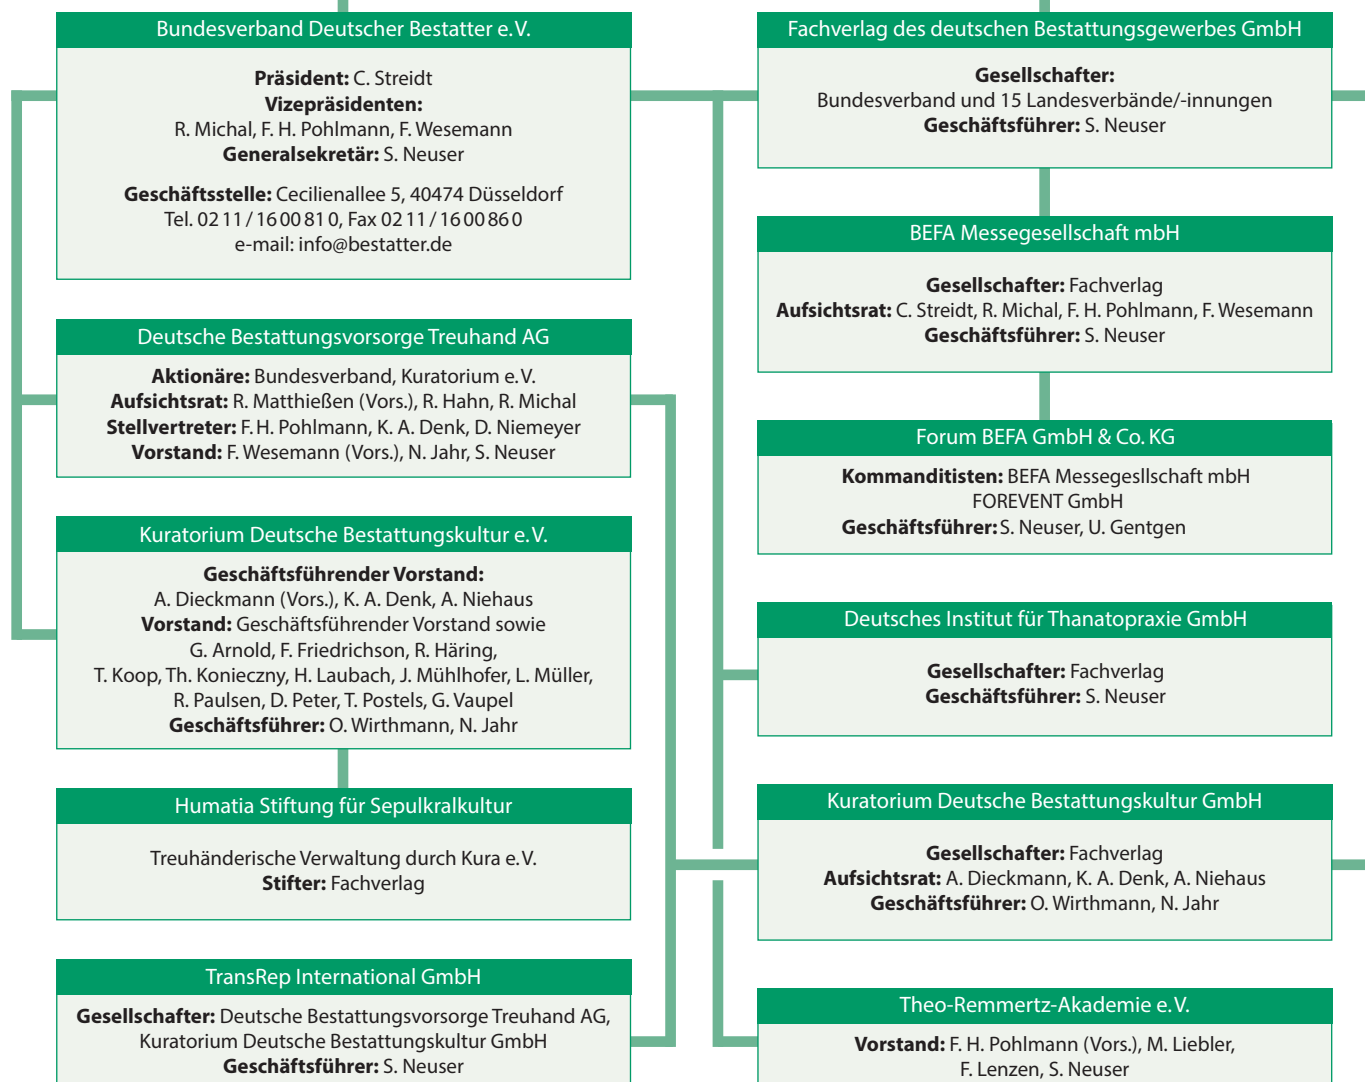 Bundesverband Deutscher Bestatter e.V.
Präsident: C. Streidt
Vizepräsidenten:
R. Michal, F. H. Pohlmann, F. Wesemann
Generalsekretär: S. Neuser
Geschäftsstelle: Cecilienallee 5, 40474 Düsseldorf
Tel. 02 11 / 16 00 81 0, Fax 02 11 / 16 00 86 0
e-mail: info@bestatter.de
Deutsche Bestattungsvorsorge Treuhand AG
Aktionäre: Bundesverband, Kuratorium e.V.
Aufsichtsrat: R. Matthießen (Vors.), R. Hahn, R. Michal
Stellvertreter: F. H. Pohlmann, K. A. Denk, D. Niemeyer
Vorstand: F. Wesemann (Vors.), N. Jahr, S. Neuser
Kuratorium Deutsche Bestattungskultur e.V.
Geschäftsführender Vorstand:
A. Dieckmann (Vors.), K. A. Denk, A. Niehaus
Vorstand: Geschäftsführender Vorstand sowie
G. Arnold, F. Friedrichson, R. Häring,
T. Koop, Th. Konieczny, H. Laubach, J. Mühlhofer, L. Müller,
R. Paulsen, D. Peter, T. Postels, G. Vaupel
Geschäftsführer: O. Wirthmann, N. Jahr
Humatia Stiftung für Sepulkralkultur
Treuhänderische Verwaltung durch Kura e.V.
Stifter: Fachverlag
TransRep International GmbH
Gesellschafter: Deutsche Bestattungsvorsorge Treuhand AG,
Kuratorium Deutsche Bestattungskultur GmbH
Geschäftsführer: S. Neuser
Fachverlag des deutschen Bestattungsgewerbes GmbH
Gesellschafter:
Bundesverband und 15 Landesverbände/-innungen
Geschäftsführer: S. Neuser
BEFA Messegesellschaft mbH
Gesellschafter: Fachverlag
Aufsichtsrat: C. Streidt, R. Michal, F. H. Pohlmann, F. Wesemann
Geschäftsführer: S. Neuser
Forum BEFA GmbH & Co. KG
Kommanditisten: BEFA Messegesllschaft mbH
FOREVENT GmbH
Geschäftsführer: S. Neuser, U. Gentgen
Deutsches Institut für Thanatopraxie GmbH
Gesellschafter: Fachverlag
Geschäftsführer: S. Neuser
Kuratorium Deutsche Bestattungskultur GmbH
Gesellschafter: Fachverlag
Aufsichtsrat: A. Dieckmann, K. A. Denk, A. Niehaus
Geschäftsführer: O. Wirthmann, N. Jahr
Theo-Remmertz-Akademie e.V.
Vorstand: F. H. Pohlmann (Vors.), M. Liebler,
F. Lenzen, S. Neuser